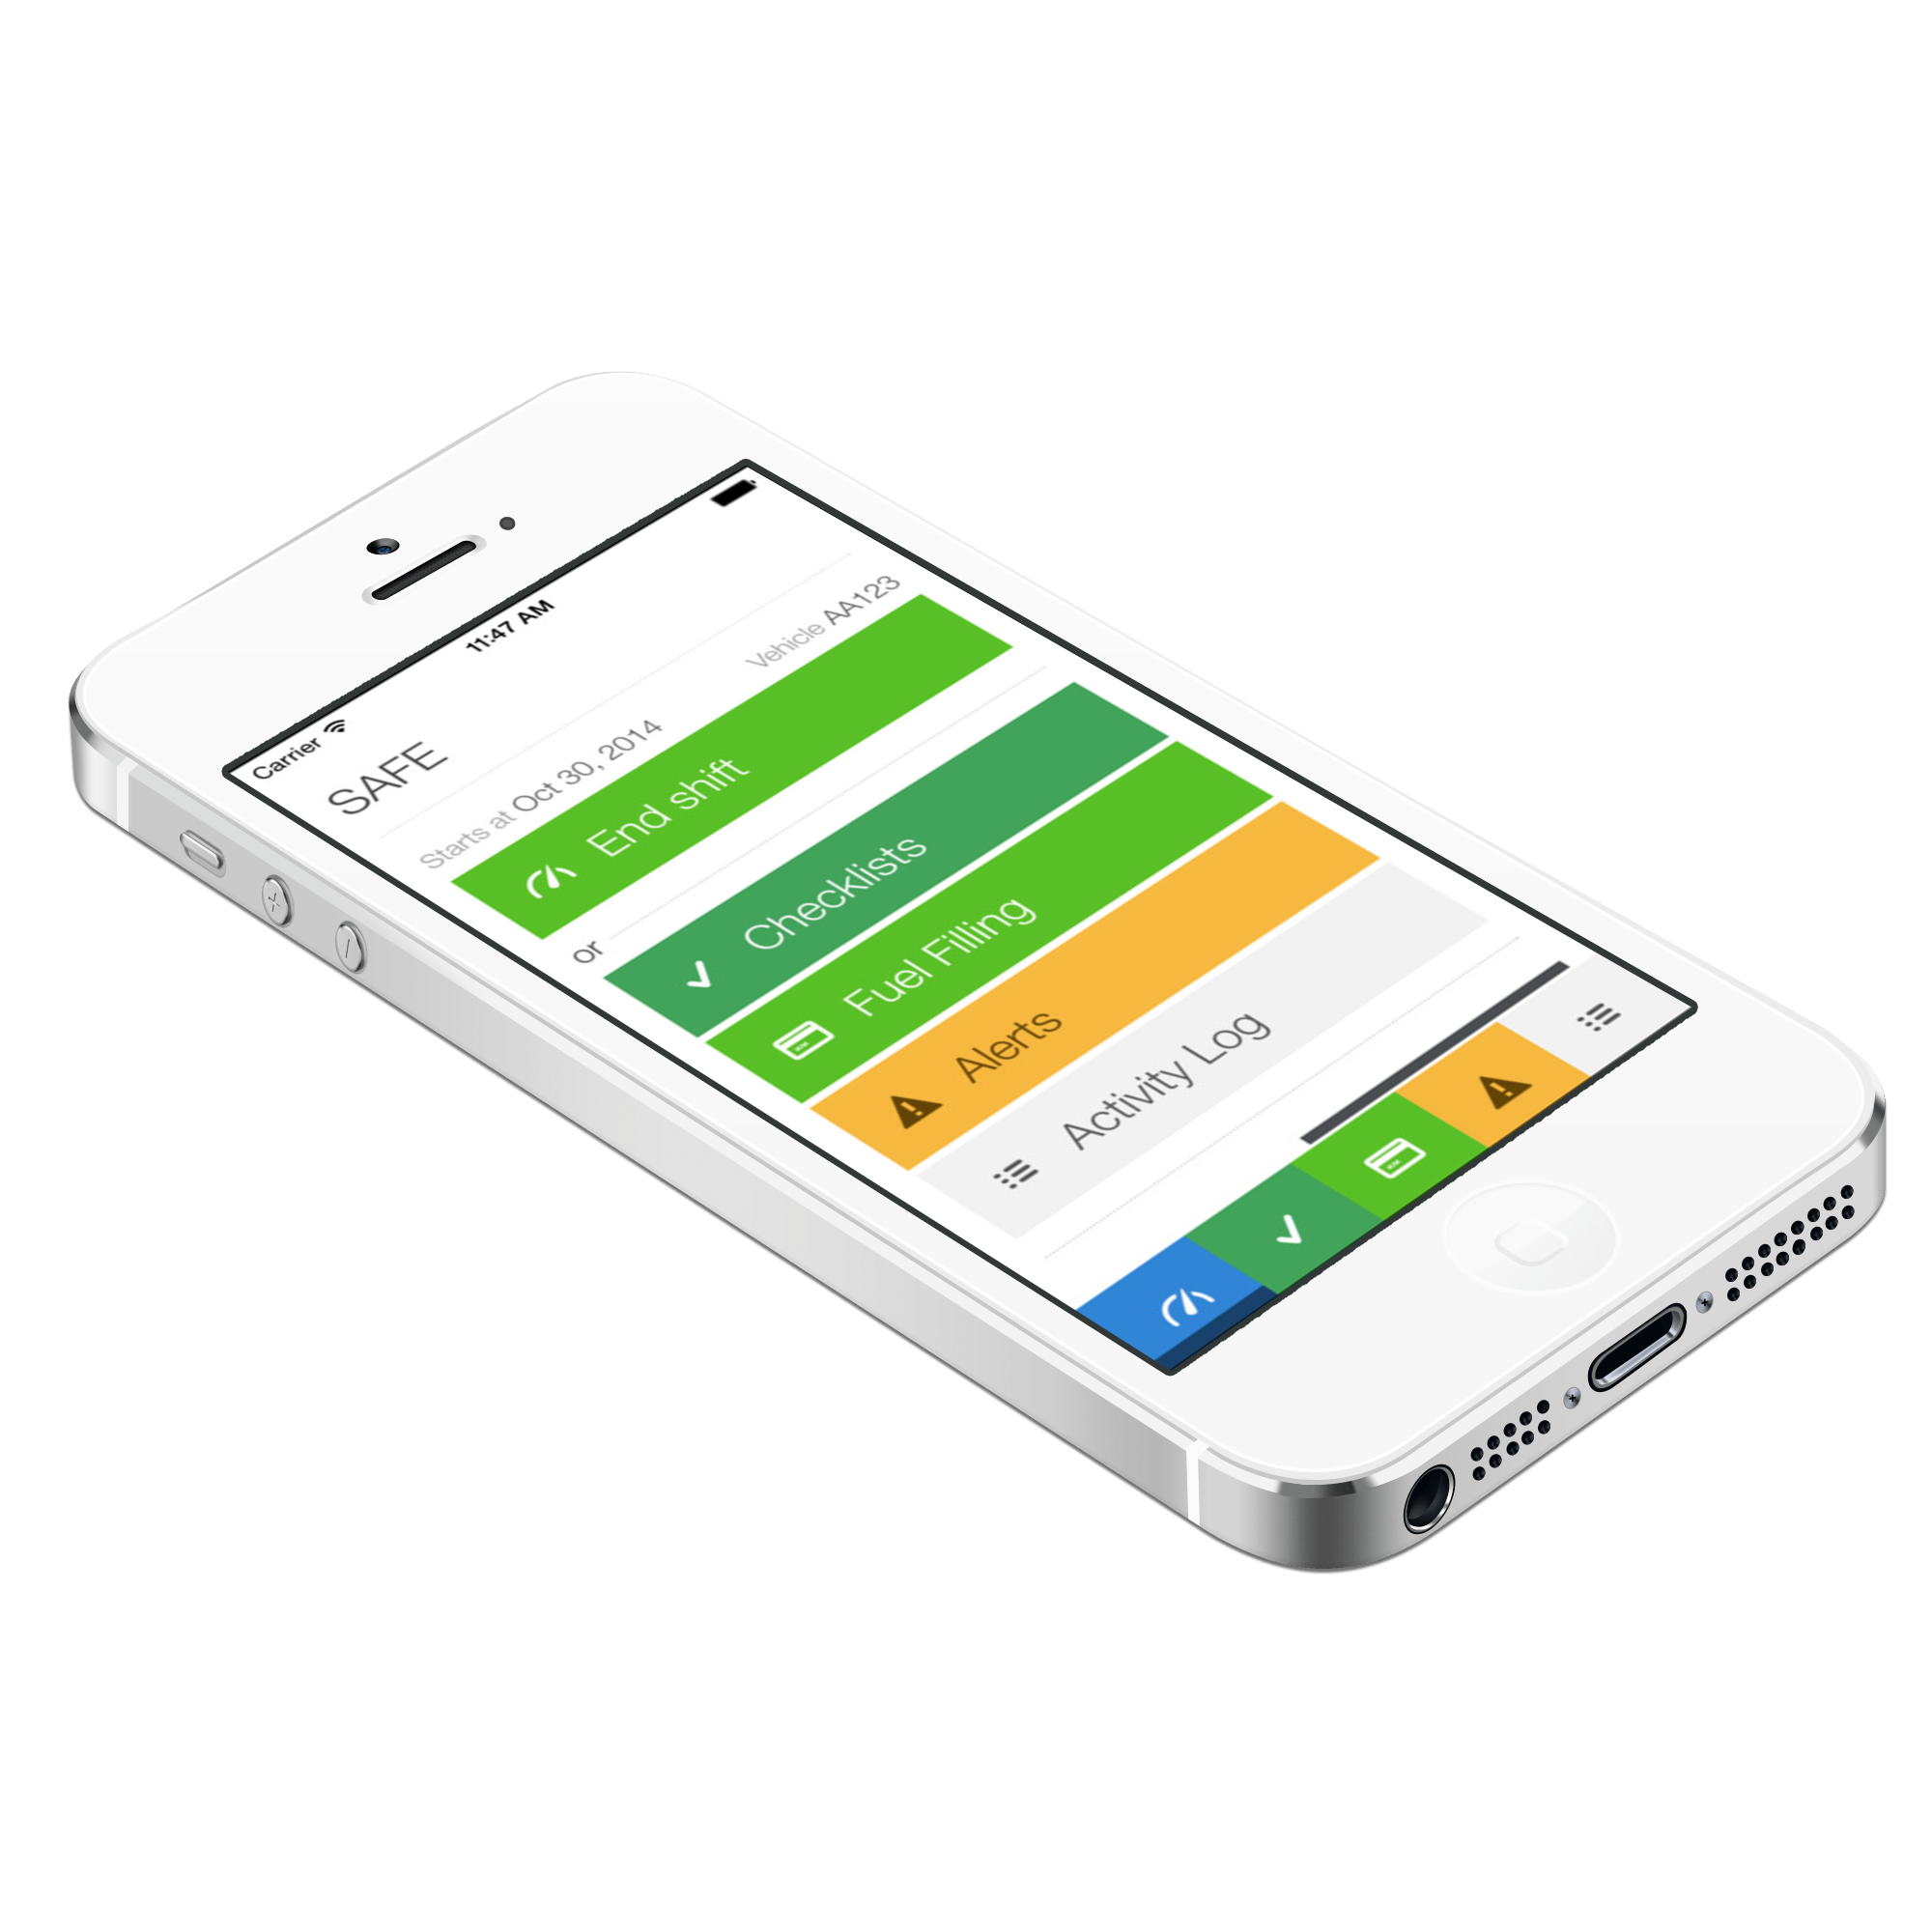 Carrier 11:47 AM
SAFE
Starts at Oct 30, 2014 Vehicle AA123
End shift
or
Checklists
Fuel Filling
Alerts
Activity Log